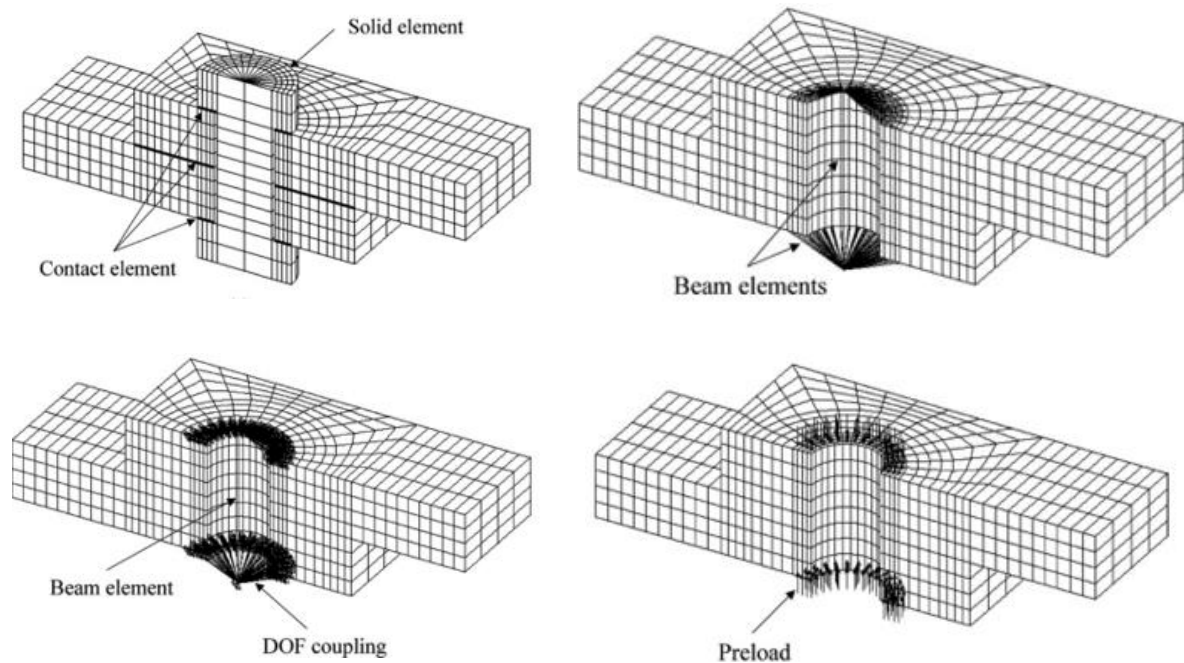 Solid element
Contact element
Beam elements
Beam element
DOF coupling
Preload